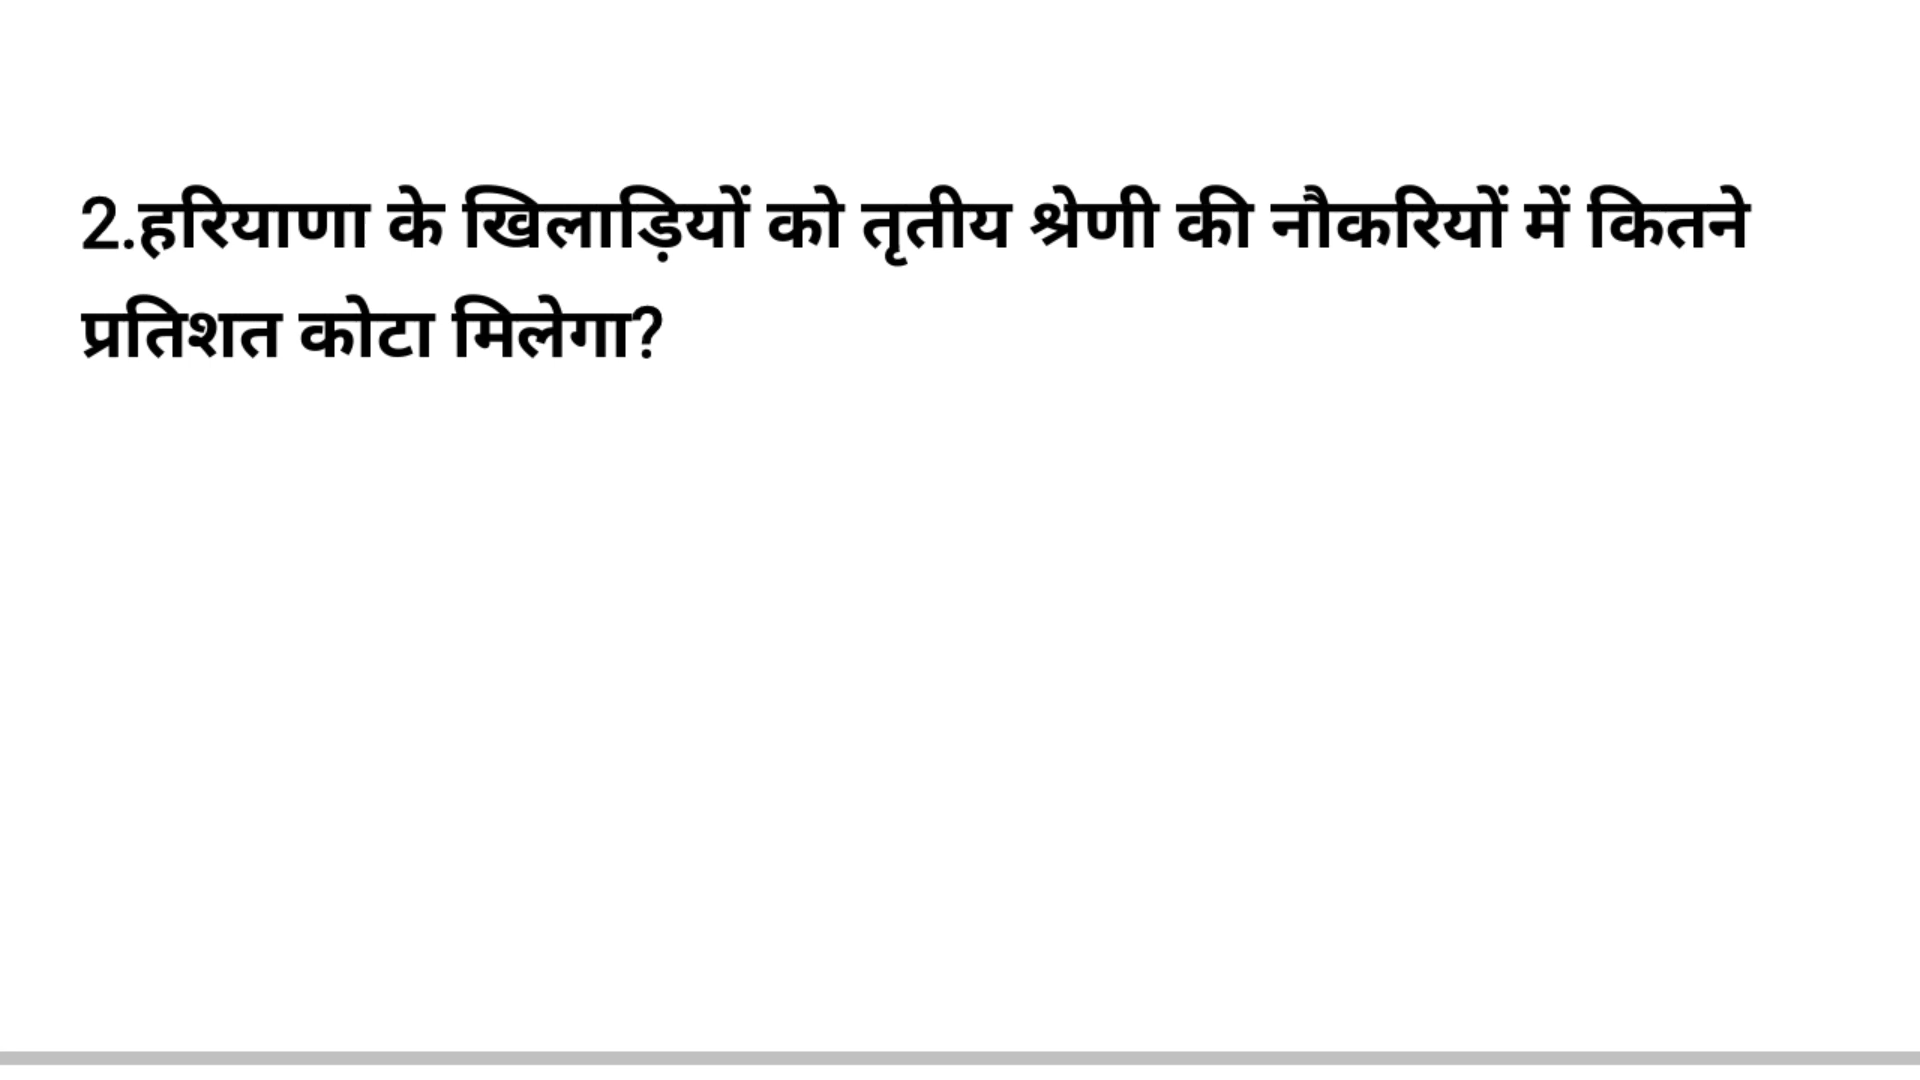 2.हरियाणा के खिलाड़ियों को तृतीय श्रेणी की नौकरियों में कितने
प्रतिशत कोटा मिलेगा?